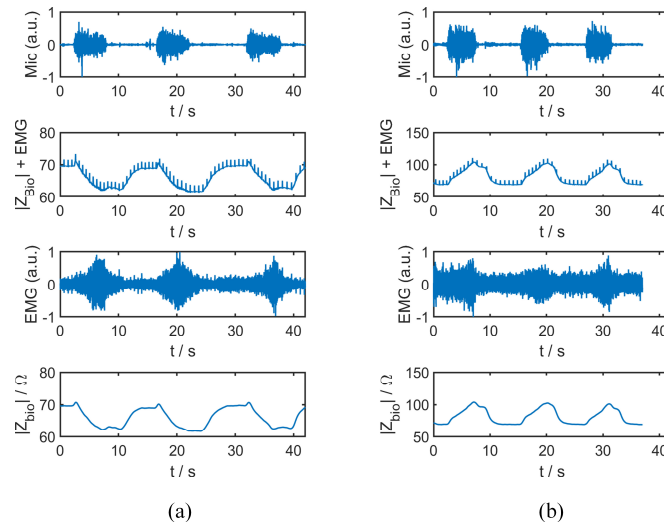 Mic (a.u.)
1
0
-1
0 10 20 30 40
t / s
|Z_Bio| + EMG
80
70
60
0 10 20 30 40
t / s
EMG (a.u.)
1
0
-1
0 10 20 30 40
t / s
|Z_bio| / Ω
80
70
60
0 10 20 30 40
t / s
(a)
Mic (a.u.)
1
0
-1
0 10 20 30 40
t / s
|Z_Bio| + EMG
150
100
50
0 10 20 30 40
t / s
EMG (a.u.)
1
0
-1
0 10 20 30 40
t / s
|Z_bio| / Ω
150
100
50
0 10 20 30 40
t / s
(b)